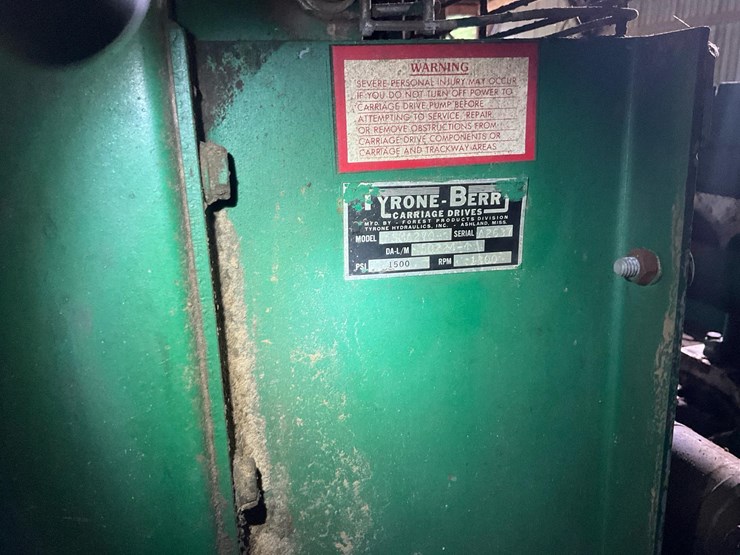 WARNING
SEVERE PERSONAL INJURY MAY OCCUR
IF YOU DO NOT TURN OFF POWER TO
CARRIAGE DRIVE PUMP BEFORE
ATTEMPTING TO SERVICE, REPAIR,
OR REMOVE OBSTRUCTIONS FROM
CARRIAGE DRIVE COMPONENTS OR
CARRIAGE AND TRACKWAY AREAS
TYRONE-BERRY
CARRIAGE DRIVES
MFD. BY - FOREST PRODUCTS DIVISION
TYRONE HYDRAULICS, INC. - ASHLAND, MISS.
MODEL SERIAL
DA-L/M
PSI 1500 RPM